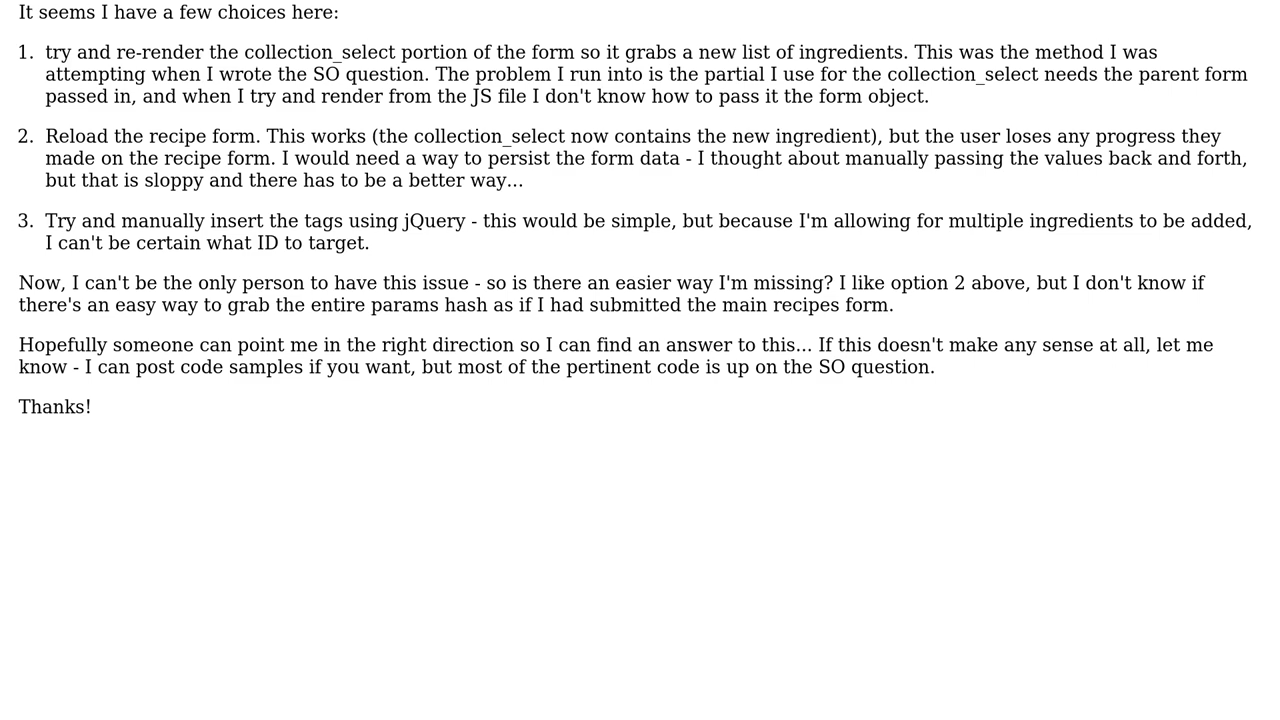 It seems I have a few choices here:
1. try and re-render the collection_select portion of the form so it grabs a new list of ingredients. This was the method I was
attempting when I wrote the SO question. The problem I run into is the partial I use for the collection_select needs the parent form
passed in, and when I try and render from the JS file I don't know how to pass it the form object.
2. Reload the recipe form. This works (the collection_select now contains the new ingredient), but the user loses any progress they
made on the recipe form. I would need a way to persist the form data - I thought about manually passing the values back and forth,
but that is sloppy and there has to be a better way...
3. Try and manually insert the tags using jQuery - this would be simple, but because I'm allowing for multiple ingredients to be added,
I can't be certain what ID to target.
Now, I can't be the only person to have this issue - so is there an easier way I'm missing? I like option 2 above, but I don't know if
there's an easy way to grab the entire params hash as if I had submitted the main recipes form.
Hopefully someone can point me in the right direction so I can find an answer to this... If this doesn't make any sense at all, let me
know - I can post code samples if you want, but most of the pertinent code is up on the SO question.
Thanks!